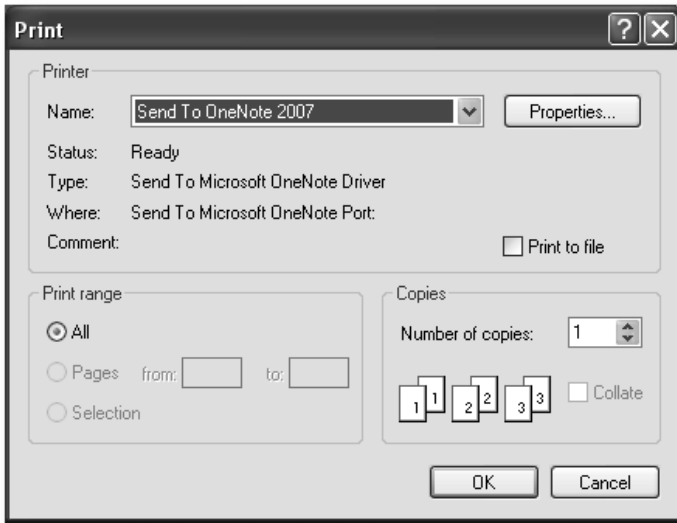 Print
Printer
Name: Send To OneNote 2007 Properties...
Status: Ready
Type: Send To Microsoft OneNote Driver
Where: Send To Microsoft OneNote Port:
Comment: Print to file
Print range
All
Pages from: to:
Selection
Copies
Number of copies: 1
1 1 2 2 3 3 Collate
OK Cancel